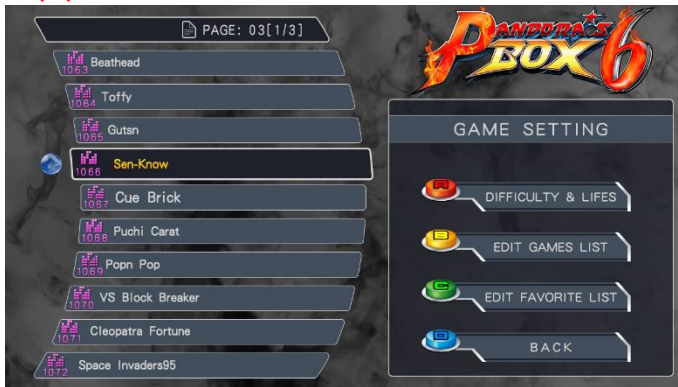 PAGE: 03[1/3]
1063 Beathead
1064 Toffy
1065 Gutsn
1066 Sen-Know
1067 Cue Brick
1068 Puchi Carat
1069 Popn Pop
1070 VS Block Breaker
1071 Cleopatra Fortune
1072 Space Invaders95
PANDORA'S
BOX 6
GAME SETTING
A DIFFICULTY & LIFES
B EDIT GAMES LIST
C EDIT FAVORITE LIST
D BACK